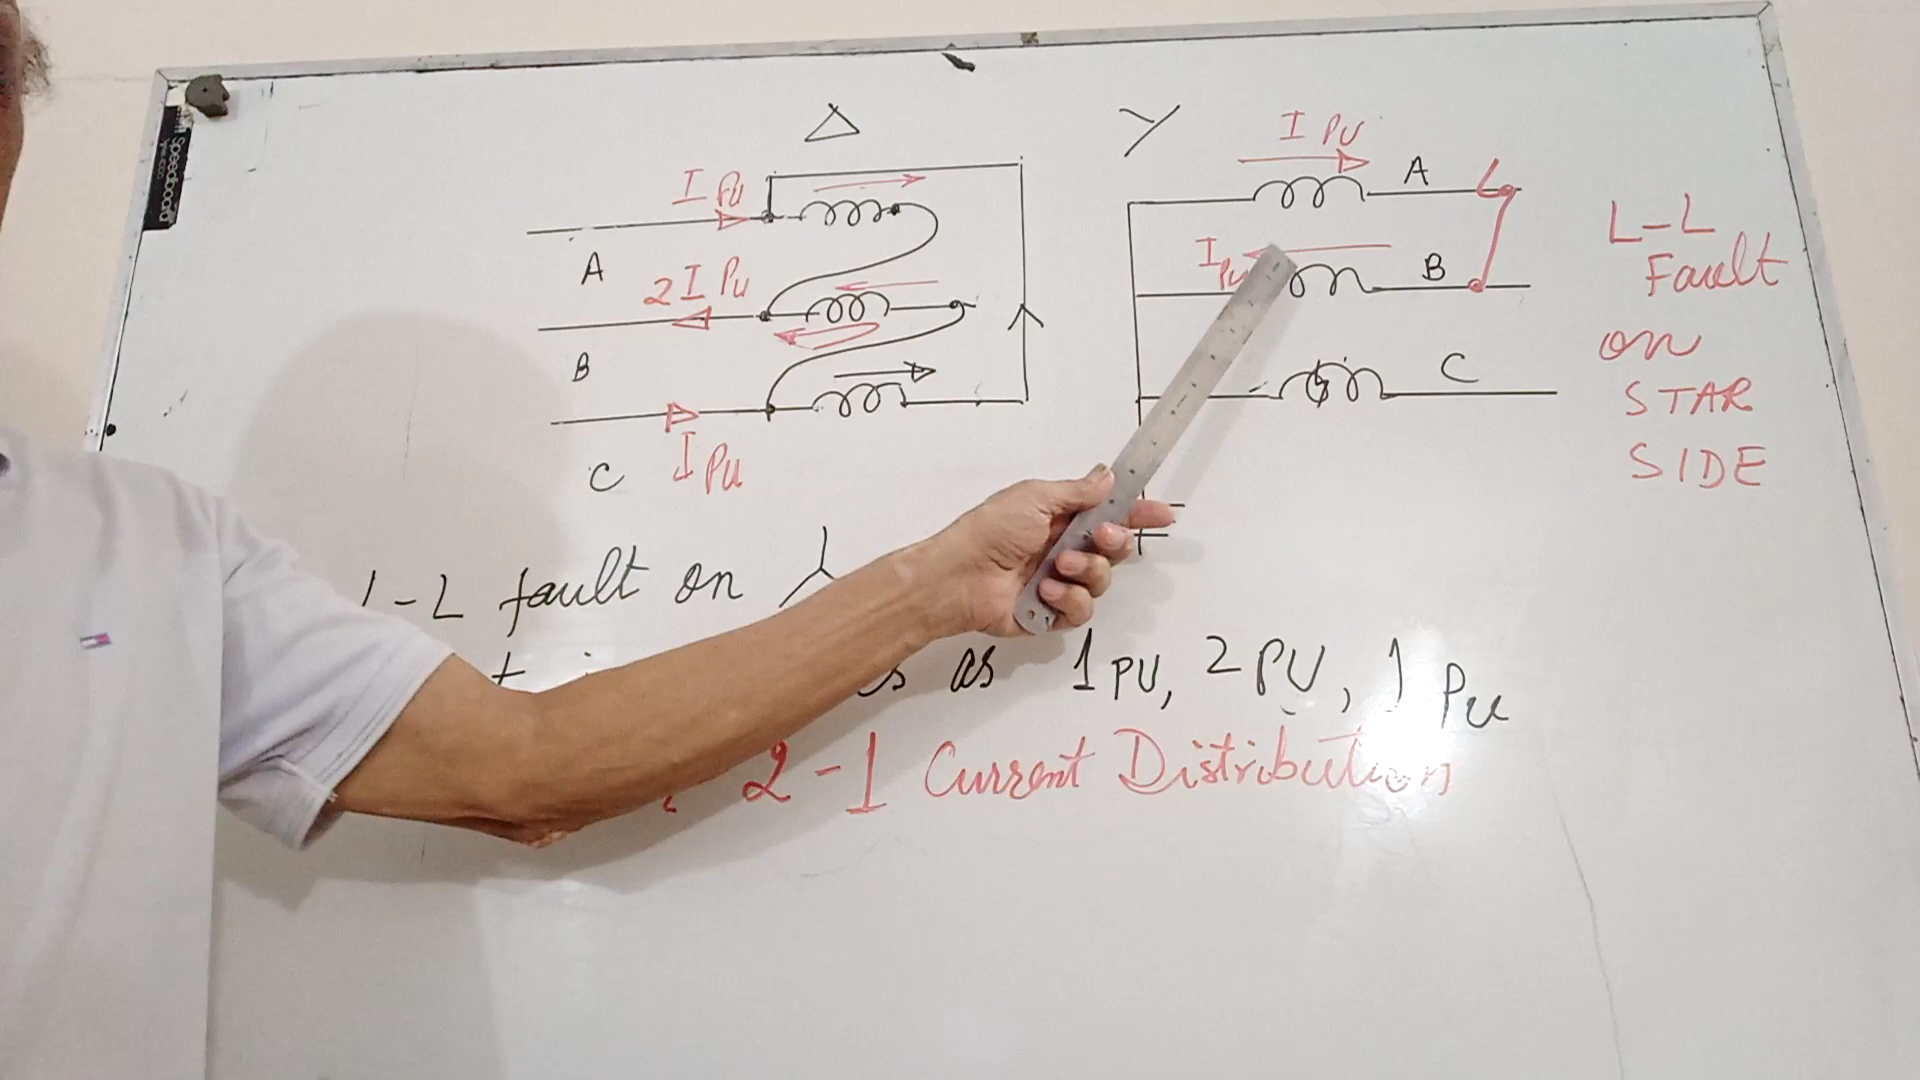 Speedboard
Δ Y
I PU
A
I PU
A
2 I PU
B
I PU
B
C
I PU
C
L-L
Fault
on
STAR
SIDE
L-L fault on
as 1 PU, 2 PU, 1 Pu
2-1 Current Distribution